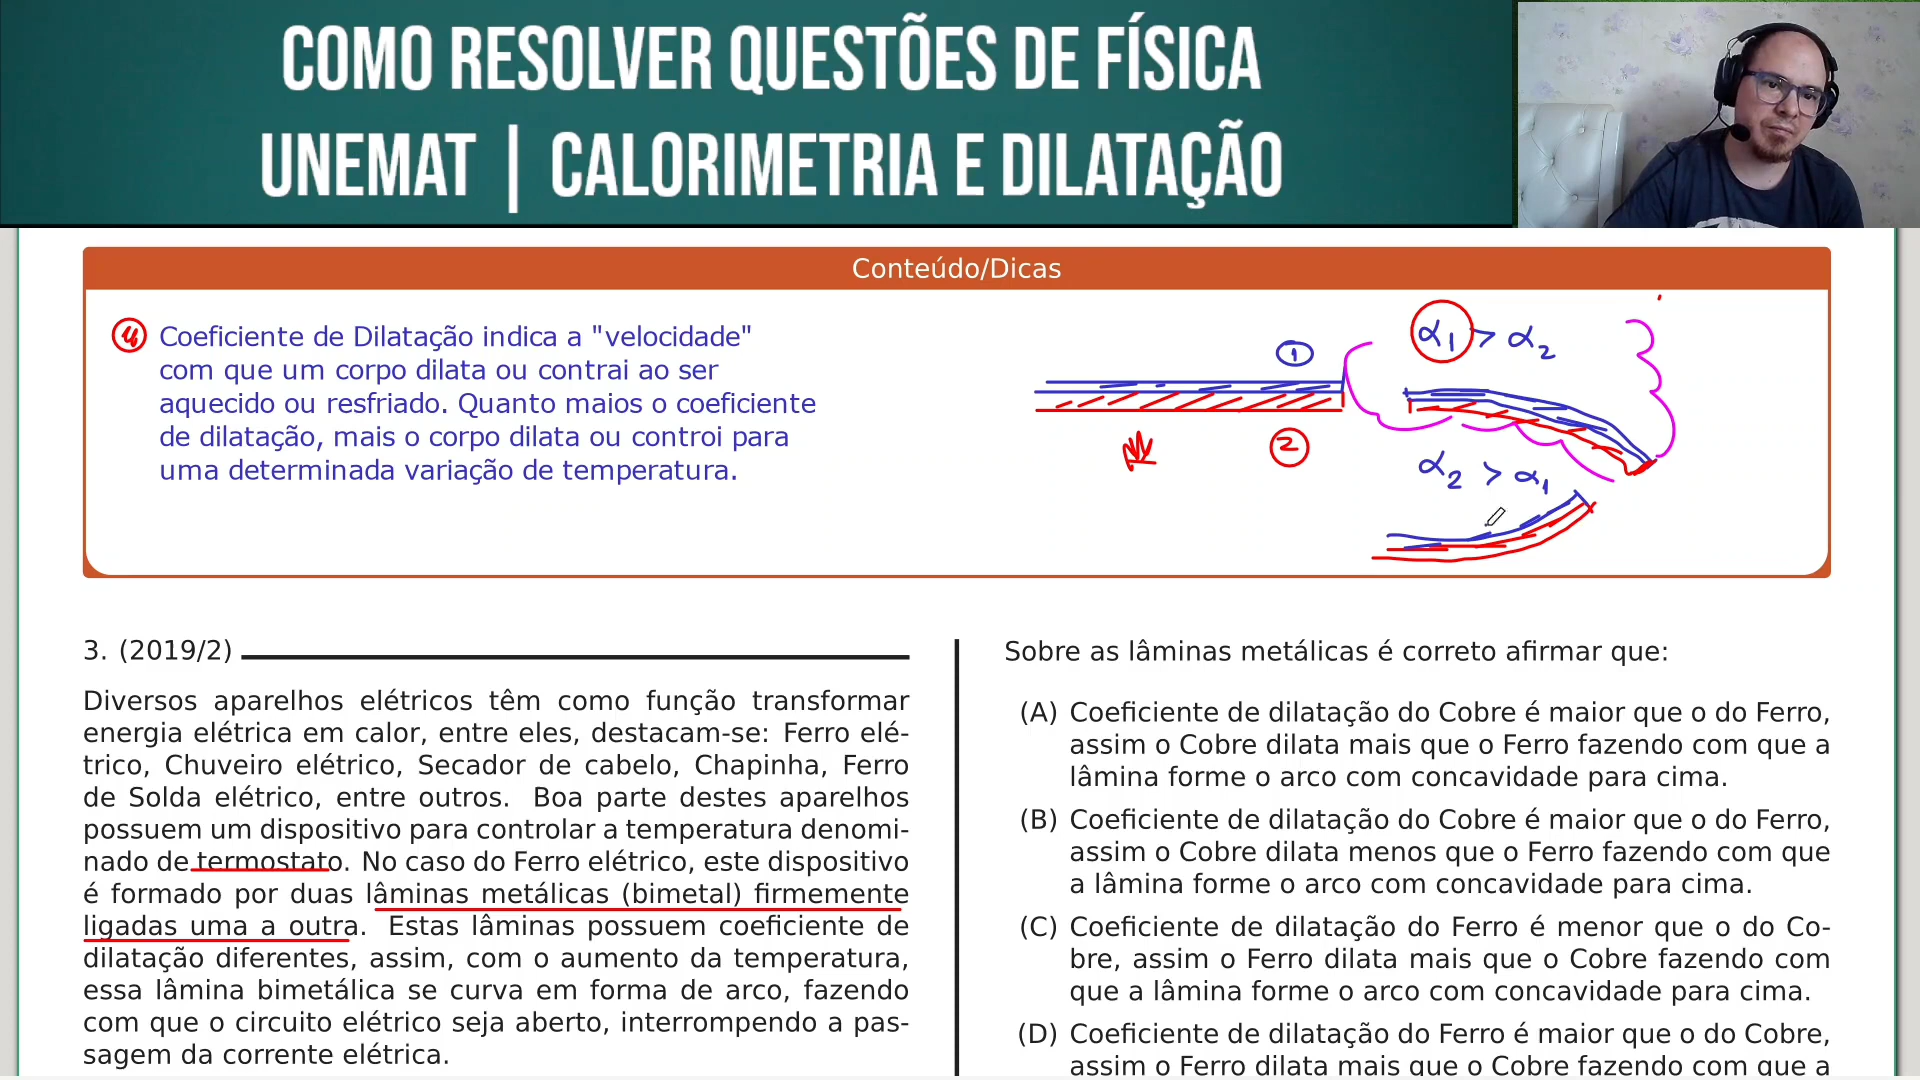 COMO RESOLVER QUESTÕES DE FÍSICA
UNEMAT | CALORIMETRIA E DILATAÇÃO
Conteúdo/Dicas
4 Coeficiente de Dilatação indica a "velocidade"
com que um corpo dilata ou contrai ao ser
aquecido ou resfriado. Quanto maios o coeficiente
de dilatação, mais o corpo dilata ou controi para
uma determinada variação de temperatura.
1
2
α1 > α2
α2 > α1
3. (2019/2)
Diversos aparelhos elétricos têm como função transformar
energia elétrica em calor, entre eles, destacam-se: Ferro elé-
trico, Chuveiro elétrico, Secador de cabelo, Chapinha, Ferro
de Solda elétrico, entre outros. Boa parte destes aparelhos
possuem um dispositivo para controlar a temperatura denomi-
nado de termostato. No caso do Ferro elétrico, este dispositivo
é formado por duas lâminas metálicas (bimetal) firmemente
ligadas uma a outra. Estas lâminas possuem coeficiente de
dilatação diferentes, assim, com o aumento da temperatura,
essa lâmina bimetálica se curva em forma de arco, fazendo
com que o circuito elétrico seja aberto, interrompendo a pas-
sagem da corrente elétrica.
Sobre as lâminas metálicas é correto afirmar que:
(A) Coeficiente de dilatação do Cobre é maior que o do Ferro,
assim o Cobre dilata mais que o Ferro fazendo com que a
lâmina forme o arco com concavidade para cima.
(B) Coeficiente de dilatação do Cobre é maior que o do Ferro,
assim o Cobre dilata menos que o Ferro fazendo com que
a lâmina forme o arco com concavidade para cima.
(C) Coeficiente de dilatação do Ferro é menor que o do Co-
bre, assim o Ferro dilata mais que o Cobre fazendo com
que a lâmina forme o arco com concavidade para cima.
(D) Coeficiente de dilatação do Ferro é maior que o do Cobre,
assim o Ferro dilata mais que o Cobre fazendo com que a